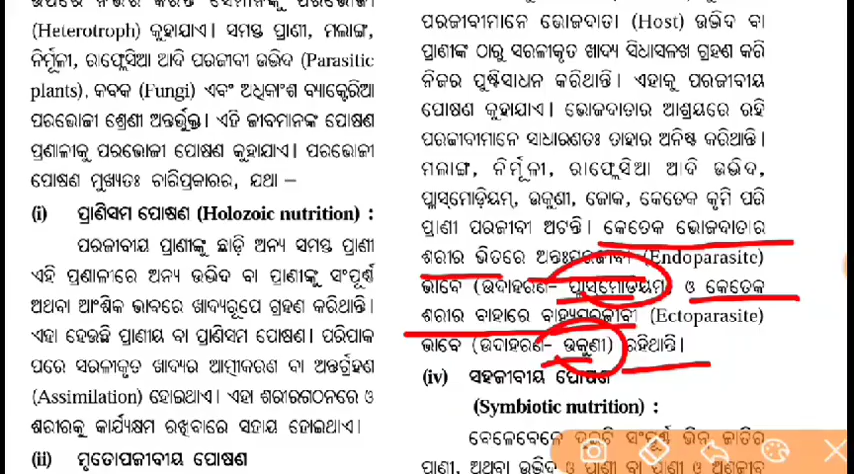 (Heterotroph) କୁହାଯାଏ। ସମସ୍ତ ପ୍ରାଣୀ, ମଲାଙ୍ଗ,
ନିର୍ମୂଳୀ, ରାଫ୍ଲେସିଆ ଆଦି ପରଜୀବୀ ଉଦ୍ଭିଦ (Parasitic
plants), କବକ (Fungi) ଏବଂ ଅଧିକାଂଶ ବ୍ୟାକ୍ଟେରିଆ
ପରଭୋଜୀ ଶ୍ରେଣୀ ଅନ୍ତର୍ଭୁକ୍ତ। ଏହି ଜୀବମାନଙ୍କ ପୋଷଣ
ପ୍ରଣାଳୀକୁ ପରଭୋଜୀ ପୋଷଣ କୁହାଯାଏ। ପରଭୋଜୀ
ପୋଷଣ ମୁଖ୍ୟତଃ ଚାରିପ୍ରକାରର, ଯଥା –
(i) ପ୍ରାଣିସମ ପୋଷଣ (Holozoic nutrition) :
ପରଜୀବୀୟ ପ୍ରାଣୀଙ୍କୁ ଛାଡ଼ି ଅନ୍ୟ ସମସ୍ତ ପ୍ରାଣୀ
ଏହି ପ୍ରଣାଳୀରେ ଅନ୍ୟ ଉଦ୍ଭିଦ ବା ପ୍ରାଣୀଙ୍କୁ ସଂପୂର୍ଣ୍ଣ
ଅଥବା ଆଂଶିକ ଭାବରେ ଖାଦ୍ୟରୂପେ ଗ୍ରହଣ କରିଥାନ୍ତି।
ଏହା ହେଉଛି ପ୍ରାଣୀୟ ବା ପ୍ରାଣିସମ ପୋଷଣ। ପରିପାକ
ପରେ ସରଳୀକୃତ ଖାଦ୍ୟର ଆତ୍ମୀକରଣ ବା ଅନ୍ତର୍ଗ୍ରହଣ
(Assimilation) ହୋଇଥାଏ। ଏହା ଶରୀରଗଠନରେ ଓ
ଶରୀରକୁ କାର୍ଯ୍ୟକ୍ଷମ ରଖିବାରେ ସହାୟ ହୋଇଥାଏ।
(ii) ମୃତୋପଜୀବୀୟ ପୋଷଣ
ପରଜୀବୀମାନେ ଭୋଜଦାତା (Host) ଉଦ୍ଭିଦ ବା
ପ୍ରାଣୀଙ୍କ ଠାରୁ ସରଳୀକୃତ ଖାଦ୍ୟ ସିଧାସଳଖ ଗ୍ରହଣ କରି
ନିଜର ପୁଷ୍ଟିସାଧନ କରିଥାନ୍ତି। ଏହାକୁ ପରଜୀବୀୟ
ପୋଷଣ କୁହାଯାଏ। ଭୋଜଦାତାର ଆଶ୍ରୟରେ ରହି
ପରଜୀବୀମାନେ ସାଧାରଣତଃ ତାହାର ଅନିଷ୍ଟ କରିଥାନ୍ତି।
ମଲାଙ୍ଗ, ନିର୍ମୂଳୀ, ରାଫ୍ଲେସିଆ ଆଦି ଉଦ୍ଭିଦ,
ପ୍ଲାସ୍‌ମୋଡ଼ିୟମ୍, ଉକୁଣୀ, ଜୋକ, କେତେକ କୃମି ପରି
ପ୍ରାଣୀ ପରଜୀବୀ ଅଟନ୍ତି। କେତେକ ଭୋଜଦାତାର
ଶରୀର ଭିତରେ ଅନ୍ତଃପରଜୀବୀ (Endoparasite)
ଭାବେ (ଉଦାହରଣ– ପ୍ଲାସ୍‌ମୋଡ଼ିୟମ୍) ଓ କେତେକ
ଶରୀର ବାହାରେ ବାହ୍ୟପରଜୀବୀ (Ectoparasite)
ଭାବେ (ଉଦାହରଣ– ଉକୁଣୀ) ରହିଥାନ୍ତି।
(iv) ସହଜୀବୀୟ ପୋଷଣ
(Symbiotic nutrition) :
ବେଳେବେଳେ ଦୁଇଟି ସଂପୂର୍ଣ୍ଣ ଭିନ୍ନ ଜାତିର
ପ୍ରାଣୀ, ଅଥବା ଉଦ୍ଭିଦ ଓ ପ୍ରାଣୀ ବା ପ୍ରାଣୀ ଓ ଅଣୁଜୀବ